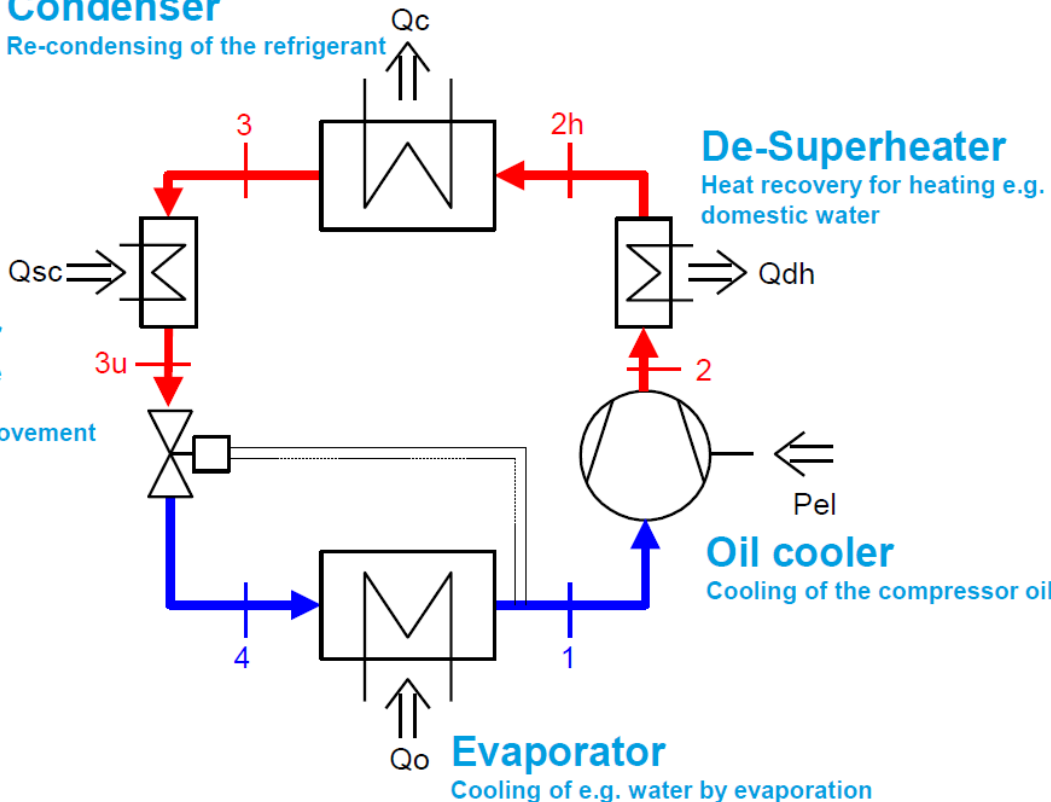 Condenser
Re-condensing of the refrigerant
Qc
3
2h
De-Superheater
Heat recovery for heating e.g.
domestic water
Qsc
Qdh
3u
2
ovement
Pel
Oil cooler
Cooling of the compressor oil
4
1
Qo
Evaporator
Cooling of e.g. water by evaporation